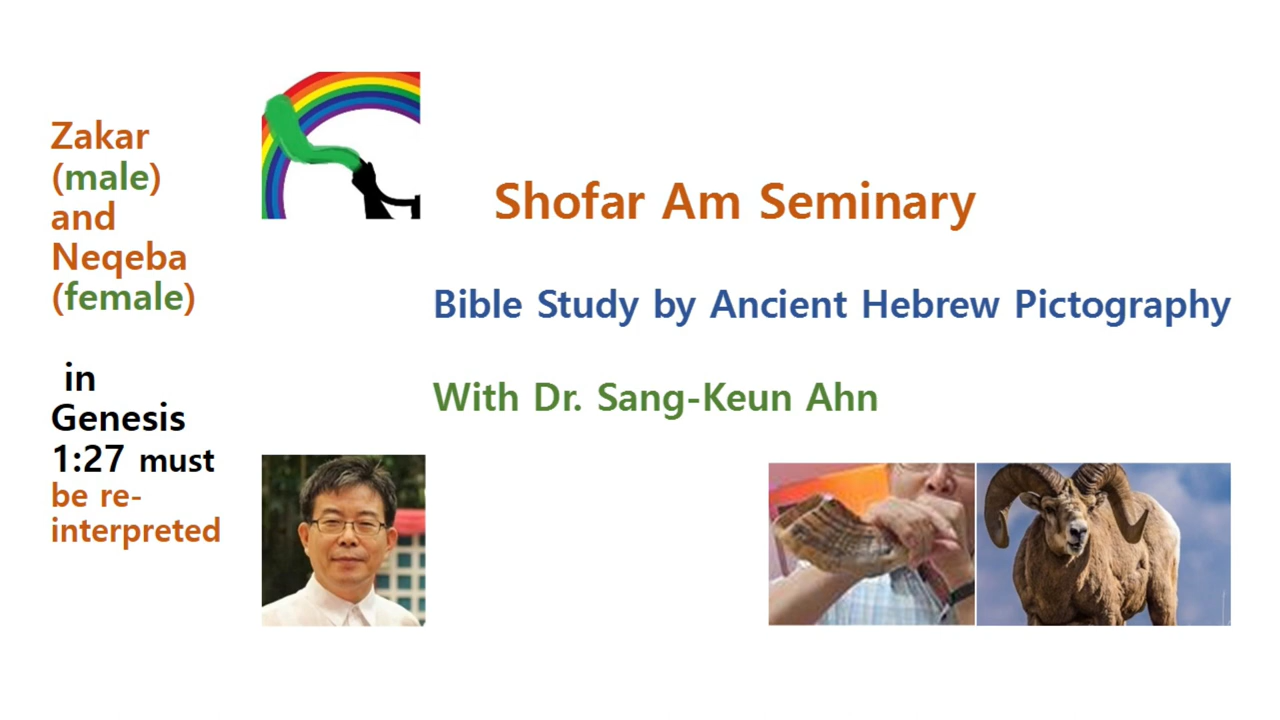 Zakar
(male)
and
Neqeba
(female)
in
Genesis
1:27 must
be re-
interpreted
Shofar Am Seminary
Bible Study by Ancient Hebrew Pictography
With Dr. Sang-Keun Ahn